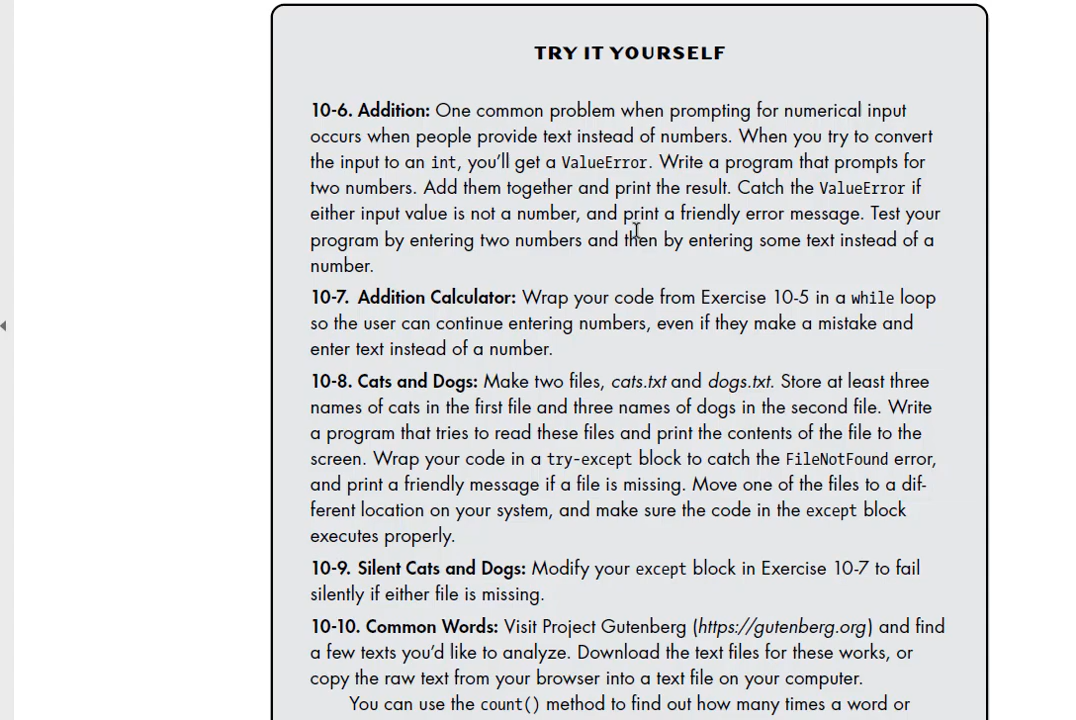 TRY IT YOURSELF
10-6. Addition: One common problem when prompting for numerical input
occurs when people provide text instead of numbers. When you try to convert
the input to an int, you'll get a ValueError. Write a program that prompts for
two numbers. Add them together and print the result. Catch the ValueError if
either input value is not a number, and print a friendly error message. Test your
program by entering two numbers and then by entering some text instead of a
number.
10-7. Addition Calculator: Wrap your code from Exercise 10-5 in a while loop
so the user can continue entering numbers, even if they make a mistake and
enter text instead of a number.
10-8. Cats and Dogs: Make two files, cats.txt and dogs.txt. Store at least three
names of cats in the first file and three names of dogs in the second file. Write
a program that tries to read these files and print the contents of the file to the
screen. Wrap your code in a try-except block to catch the FileNotFound error,
and print a friendly message if a file is missing. Move one of the files to a dif-
ferent location on your system, and make sure the code in the except block
executes properly.
10-9. Silent Cats and Dogs: Modify your except block in Exercise 10-7 to fail
silently if either file is missing.
10-10. Common Words: Visit Project Gutenberg (https://gutenberg.org) and find
a few texts you'd like to analyze. Download the text files for these works, or
copy the raw text from your browser into a text file on your computer.
You can use the count() method to find out how many times a word or